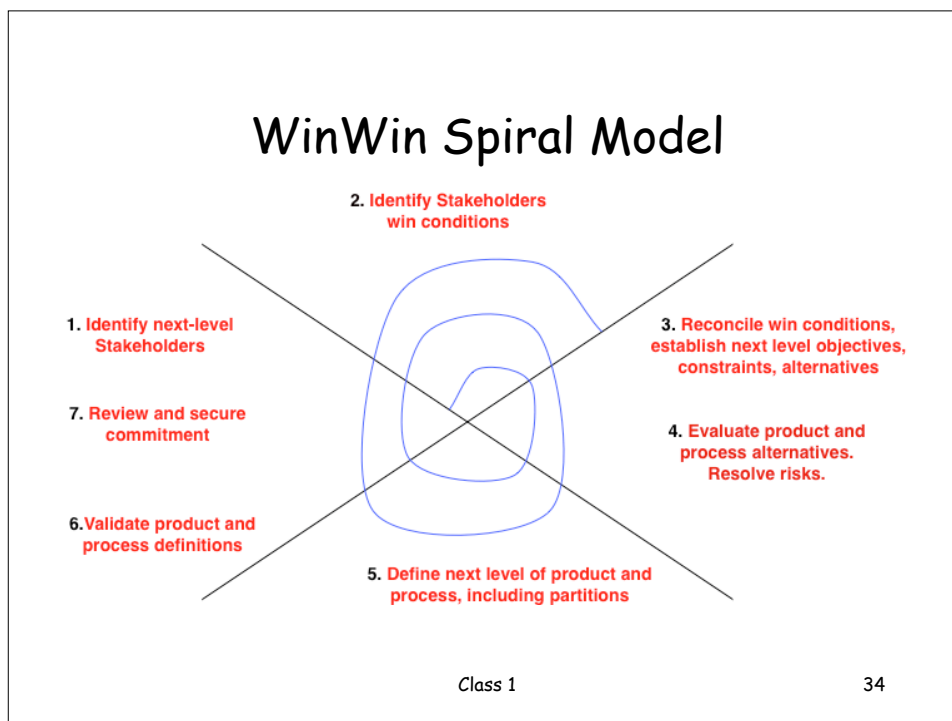 WinWin Spiral Model
2. Identify Stakeholders
win conditions
1. Identify next-level
Stakeholders
3. Reconcile win conditions,
establish next level objectives,
constraints, alternatives
7. Review and secure
commitment
4. Evaluate product and
process alternatives.
Resolve risks.
6.Validate product and
process definitions
5. Define next level of product and
process, including partitions
Class 1
34